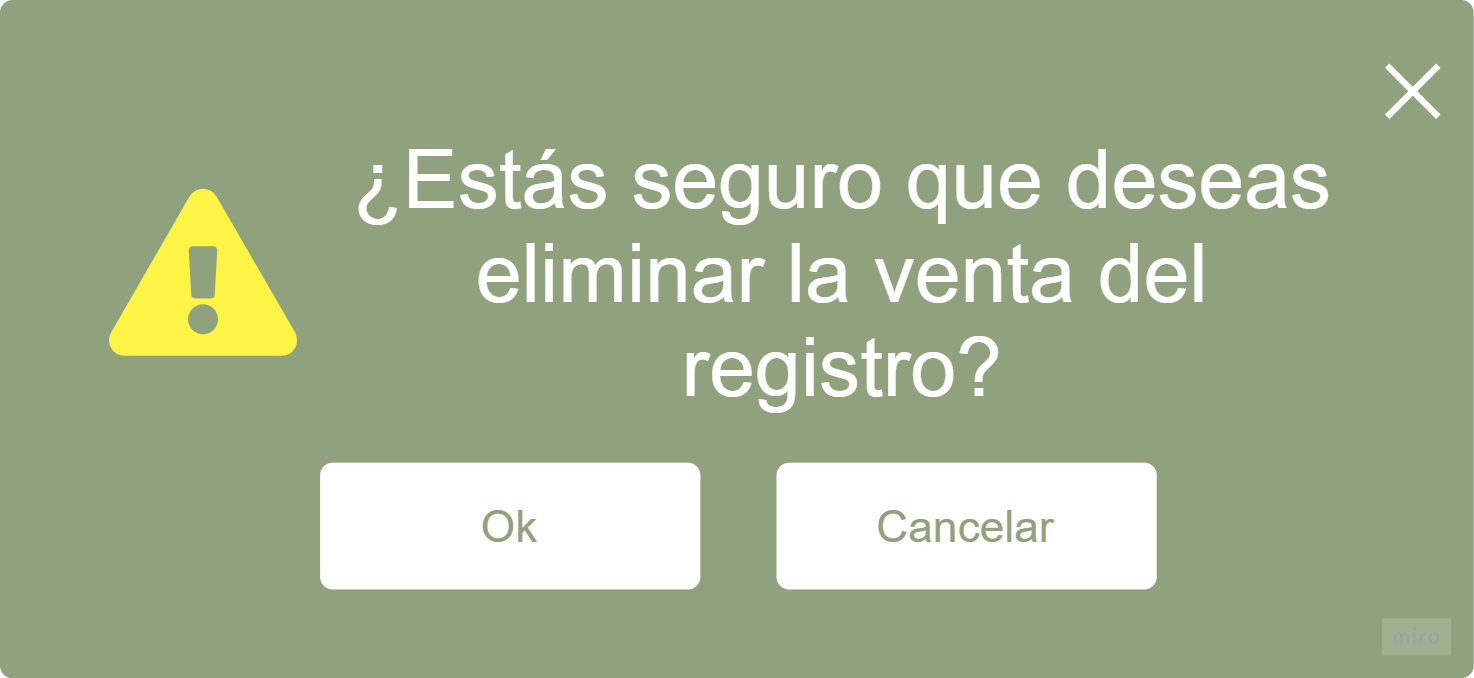 ¿Estás seguro que deseas
eliminar la venta del
registro?
Ok
Cancelar
miro